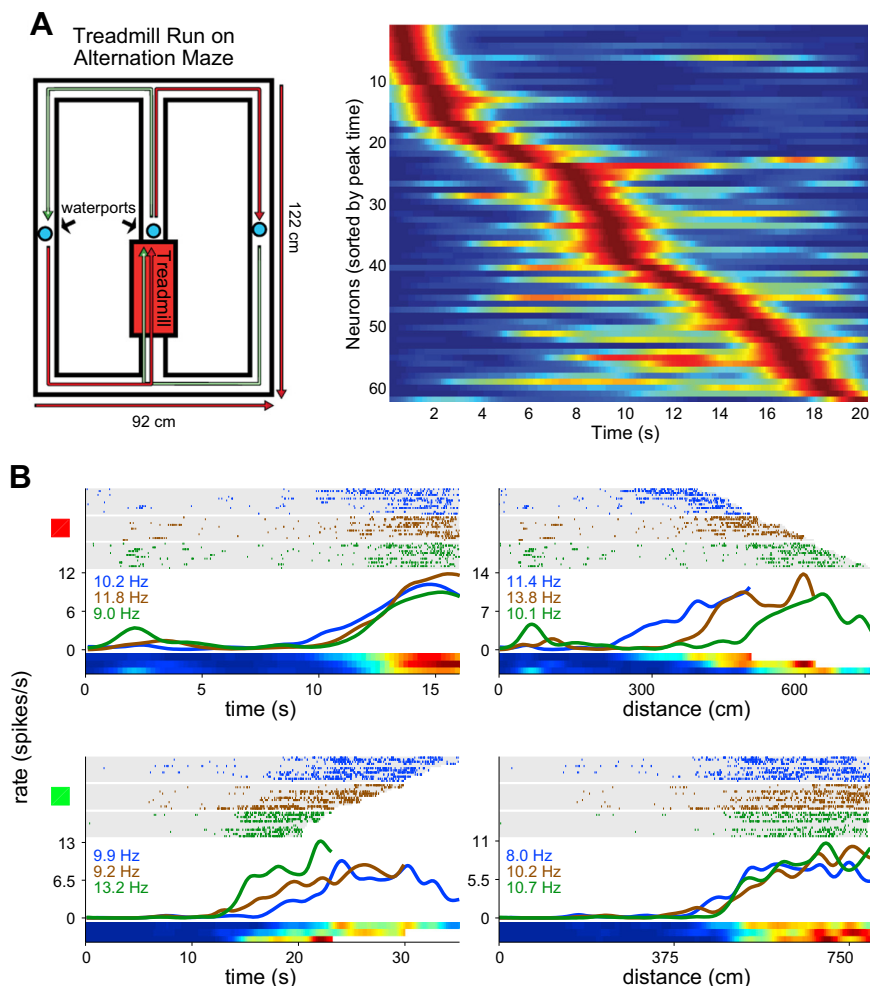 A
Treadmill Run on
Alternation Maze
waterports
Treadmill
122 cm
92 cm
Neurons (sorted by peak time)
10
20
30
40
50
60
2 4 6 8 10 12 14 16 18 20
Time (s)
B
rate (spikes/s)
12
6
0
10.2 Hz
11.8 Hz
9.0 Hz
0 5 10 15
time (s)
14
7
0
11.4 Hz
13.8 Hz
10.1 Hz
0 300 600
distance (cm)
13
6.5
0
9.9 Hz
9.2 Hz
13.2 Hz
0 10 20 30
time (s)
11
5.5
0
8.0 Hz
10.2 Hz
10.7 Hz
0 375 750
distance (cm)